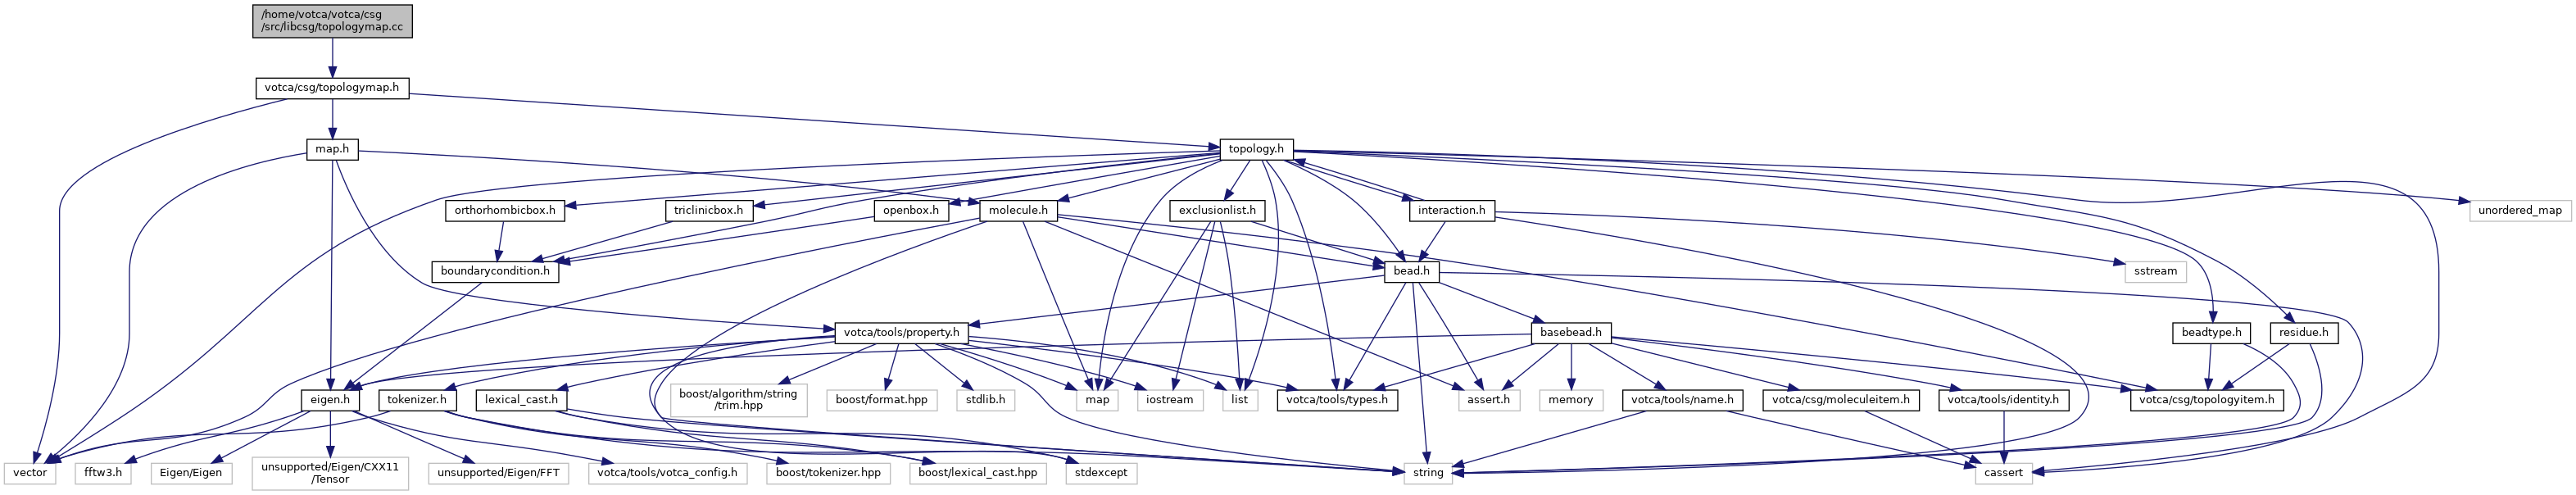 /home/votca/votca/csg
/src/libcsg/topologymap.cc
votca/csg/topologymap.h
map.h
topology.h
orthorhombicbox.h
triclinicbox.h
openbox.h
molecule.h
exclusionlist.h
interaction.h
unordered_map
boundarycondition.h
bead.h
sstream
votca/tools/property.h
basebead.h
beadtype.h
residue.h
eigen.h
tokenizer.h
lexical_cast.h
boost/algorithm/string
/trim.hpp
boost/format.hpp
stdlib.h
map
iostream
list
votca/tools/types.h
assert.h
memory
votca/tools/name.h
votca/csg/moleculeitem.h
votca/tools/identity.h
votca/csg/topologyitem.h
vector
fftw3.h
Eigen/Eigen
unsupported/Eigen/CXX11
/Tensor
unsupported/Eigen/FFT
votca/tools/votca_config.h
boost/tokenizer.hpp
boost/lexical_cast.hpp
stdexcept
string
cassert